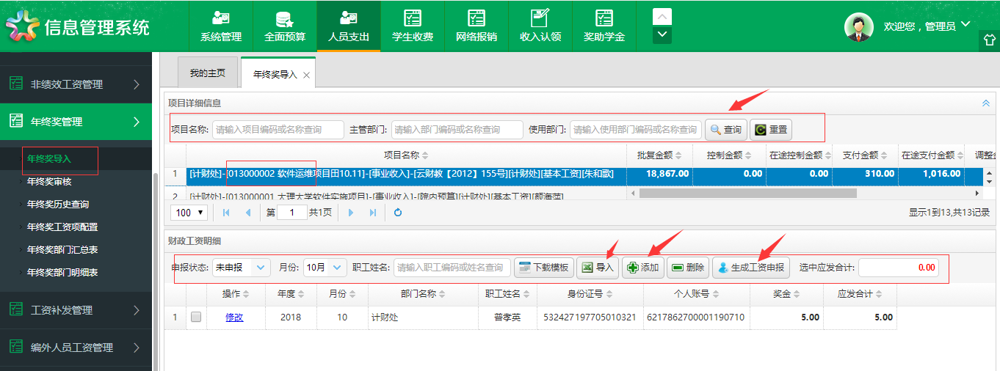 信息管理系统
系统管理 全面预算 人员支出 学生收费 网络报销 收入认领 奖助学金
欢迎您，管理员
非绩效工资管理
年终奖管理
年终奖导入
年终奖审核
年终奖历史查询
年终奖工资项配置
年终奖部门汇总表
年终奖部门明细表
工资补发管理
编外人员工资管理
我的主页 年终奖导入
项目详细信息
项目名称: 请输入项目编码或名称查询 主管部门: 请输入部门编码或名称查询 使用部门: 请输入使用部门编码或名称查询 查询 重置
项目名称 批复金额 控制金额 在途控制金额 支付金额 在途支付金额 调整金
1 [计财处]-[013000002 软件运维项目田10.11]-[事业收入]-[云财教【2012】155号][计财处][基本工资][朱和歌] 18,867.00 0.00 0.00 310.00 1,016.00
2 [计财处]-[013000001 大理大学软件实施项目]-[事业收入]-[院内预算][计财处][基本工资][颜海萍]
100 第 1 共1页 显示1到13,共13记录
财政工资明细
申报状态: 未申报 月份: 10月 职工姓名: 请输入职工编码或姓名查询 下载模板 导入 添加 删除 生成工资申报 选中应发合计: 0.00
操作 年度 月份 部门名称 职工姓名 身份证号 个人账号 奖金 应发合计
1 修改 2018 10 计财处 普孝英 532427197705010321 6217862700001190710 5.00 5.00